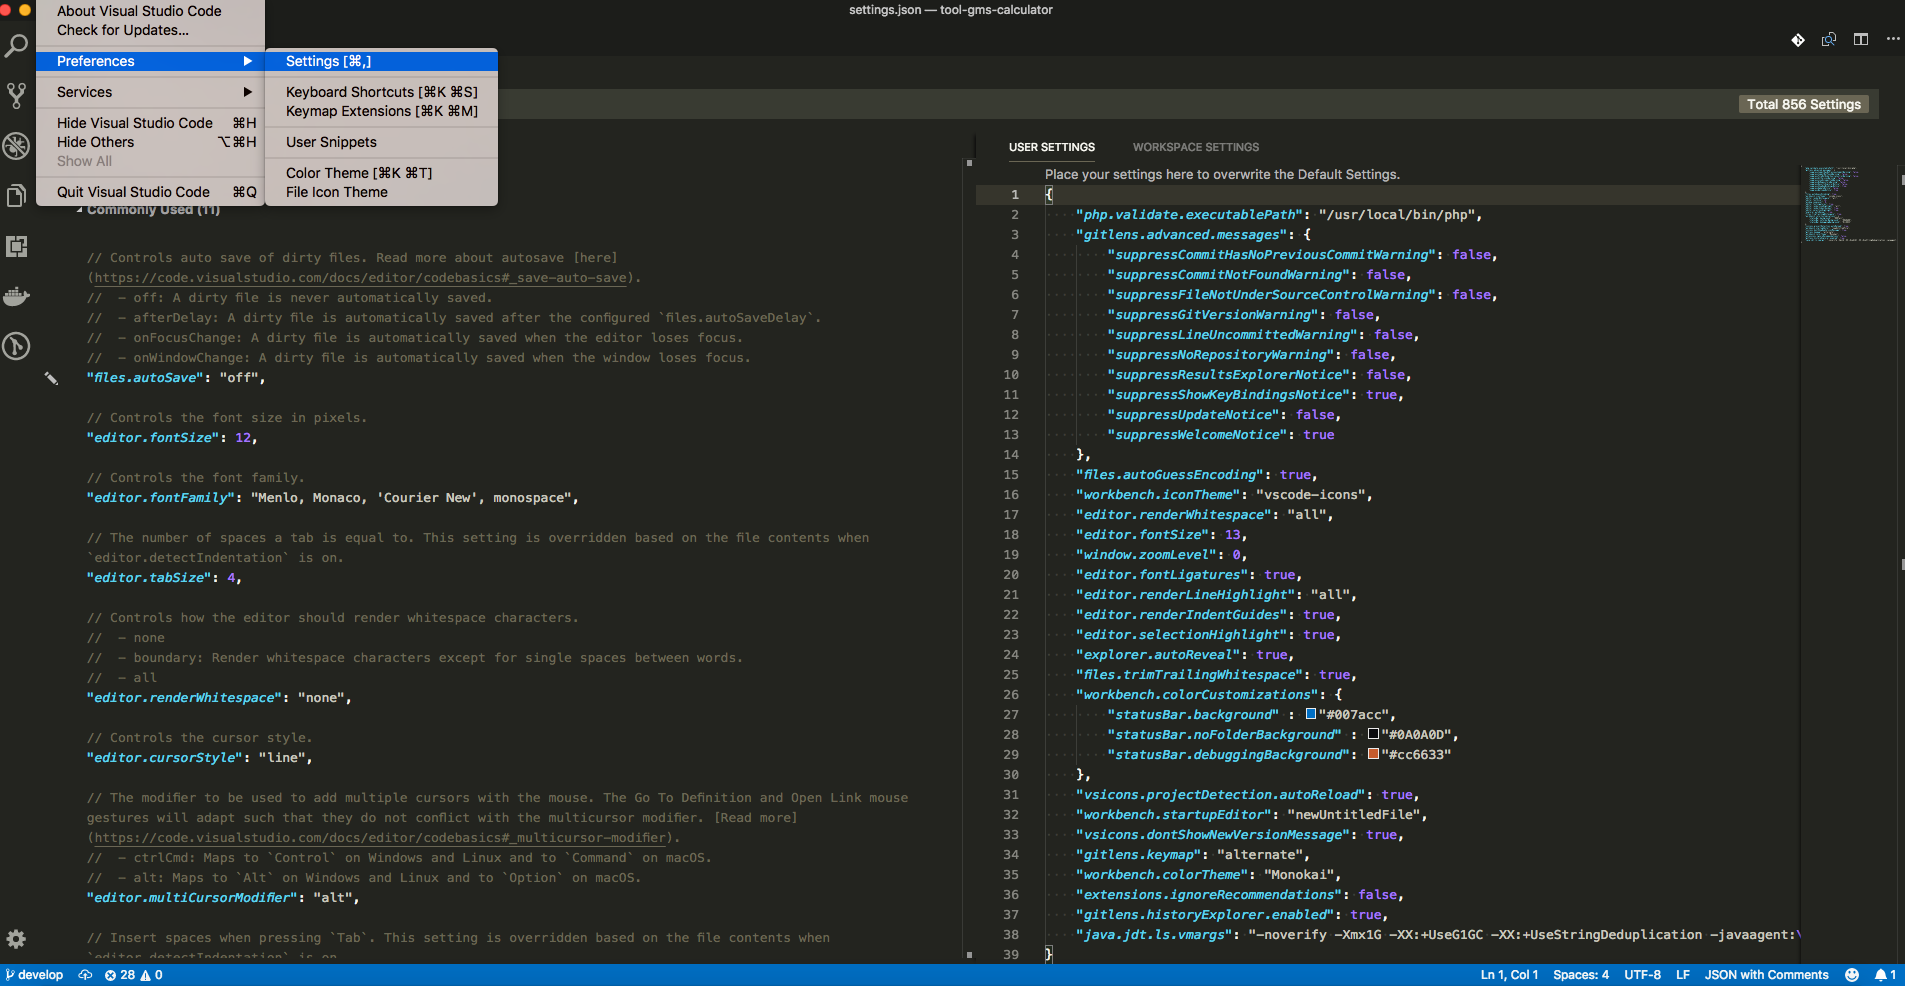 settings.json — tool-gms-calculator
About Visual Studio Code
Check for Updates...
Preferences
Services
Hide Visual Studio Code ⌘H
Hide Others ⌥⌘H
Show All
Quit Visual Studio Code ⌘Q
Settings [⌘,]
Keyboard Shortcuts [⌘K ⌘S]
Keymap Extensions [⌘K ⌘M]
User Snippets
Color Theme [⌘K ⌘T]
File Icon Theme
Total 856 Settings
Commonly Used (11)
// Controls auto save of dirty files. Read more about autosave [here]
(https://code.visualstudio.com/docs/editor/codebasics#_save-auto-save).
//  - off: A dirty file is never automatically saved.
//  - afterDelay: A dirty file is automatically saved after the configured `files.autoSaveDelay`.
//  - onFocusChange: A dirty file is automatically saved when the editor loses focus.
//  - onWindowChange: A dirty file is automatically saved when the window loses focus.
"files.autoSave": "off",
// Controls the font size in pixels.
"editor.fontSize": 12,
// Controls the font family.
"editor.fontFamily": "Menlo, Monaco, 'Courier New', monospace",
// The number of spaces a tab is equal to. This setting is overridden based on the file contents when
`editor.detectIndentation` is on.
"editor.tabSize": 4,
// Controls how the editor should render whitespace characters.
//  - none
//  - boundary: Render whitespace characters except for single spaces between words.
//  - all
"editor.renderWhitespace": "none",
// Controls the cursor style.
"editor.cursorStyle": "line",
// The modifier to be used to add multiple cursors with the mouse. The Go To Definition and Open Link mouse
gestures will adapt such that they do not conflict with the multicursor modifier. [Read more]
(https://code.visualstudio.com/docs/editor/codebasics#_multicursor-modifier).
//  - ctrlCmd: Maps to `Control` on Windows and Linux and to `Command` on macOS.
//  - alt: Maps to `Alt` on Windows and Linux and to `Option` on macOS.
"editor.multiCursorModifier": "alt",
// Insert spaces when pressing `Tab`. This setting is overridden based on the file contents when
`editor.detectIndentation` is on.
USER SETTINGS WORKSPACE SETTINGS
Place your settings here to overwrite the Default Settings.
1 {
2 "php.validate.executablePath": "/usr/local/bin/php",
3 "gitlens.advanced.messages": {
4 "suppressCommitHasNoPreviousCommitWarning": false,
5 "suppressCommitNotFoundWarning": false,
6 "suppressFileNotUnderSourceControlWarning": false,
7 "suppressGitVersionWarning": false,
8 "suppressLineUncommittedWarning": false,
9 "suppressNoRepositoryWarning": false,
10 "suppressResultsExplorerNotice": false,
11 "suppressShowKeyBindingsNotice": true,
12 "suppressUpdateNotice": false,
13 "suppressWelcomeNotice": true
14 },
15 "files.autoGuessEncoding": true,
16 "workbench.iconTheme": "vscode-icons",
17 "editor.renderWhitespace": "all",
18 "editor.fontSize": 13,
19 "window.zoomLevel": 0,
20 "editor.fontLigatures": true,
21 "editor.renderLineHighlight": "all",
22 "editor.renderIndentGuides": true,
23 "editor.selectionHighlight": true,
24 "explorer.autoReveal": true,
25 "files.trimTrailingWhitespace": true,
26 "workbench.colorCustomizations": {
27 "statusBar.background" : "#007acc",
28 "statusBar.noFolderBackground" : "#0A0A0D",
29 "statusBar.debuggingBackground": "#cc6633"
30 },
31 "vsicons.projectDetection.autoReload": true,
32 "workbench.startupEditor": "newUntitledFile",
33 "vsicons.dontShowNewVersionMessage": true,
34 "gitlens.keymap": "alternate",
35 "workbench.colorTheme": "Monokai",
36 "extensions.ignoreRecommendations": false,
37 "gitlens.historyExplorer.enabled": true,
38 "java.jdt.ls.vmargs": "-noverify -Xmx1G -XX:+UseG1GC -XX:+UseStringDeduplication -javaagent:\
39 }
develop 28 0
Ln 1, Col 1 Spaces: 4 UTF-8 LF JSON with Comments 1